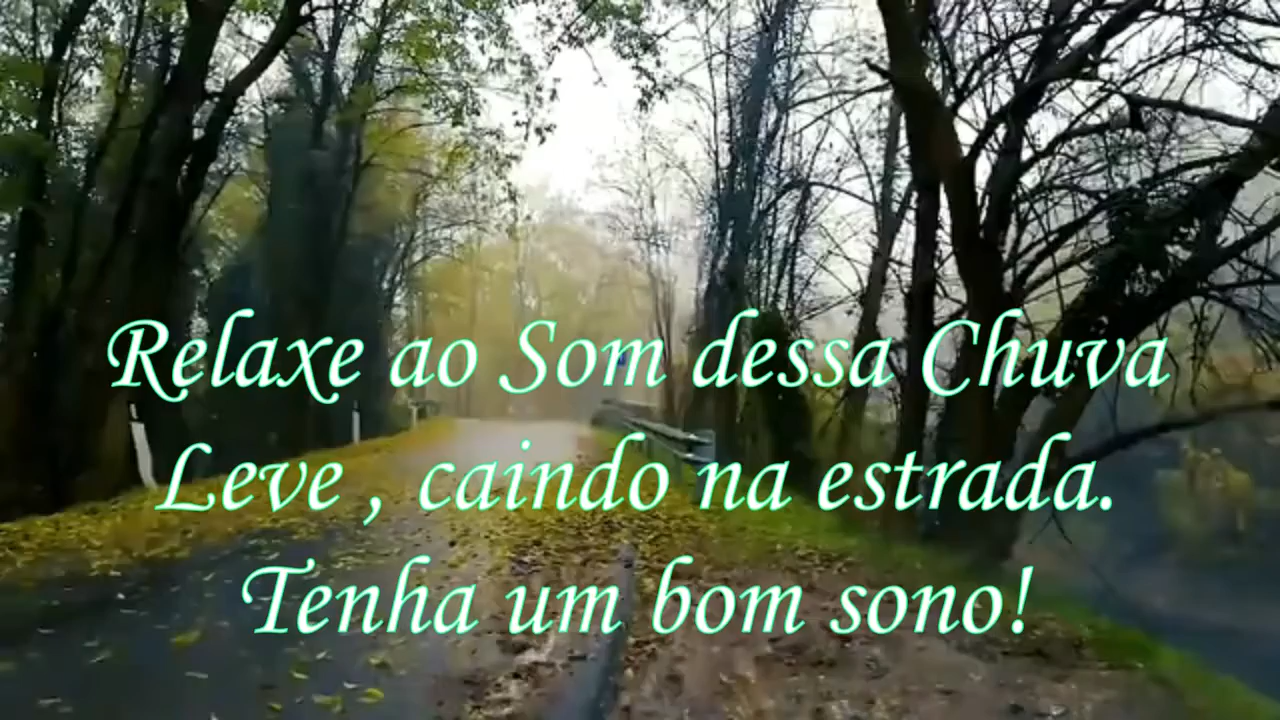 Relaxe ao Som dessa Chuva
Leve , caindo na estrada.
Tenha um bom sono!